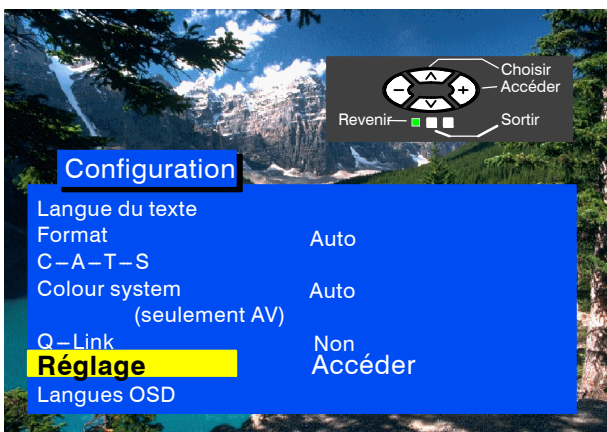 Choisir
Accéder
Revenir
Sortir
Configuration
Langue du texte
Format Auto
C–A–T–S
Colour system Auto
(seulement AV)
Q–Link Non
Réglage Accéder
Langues OSD